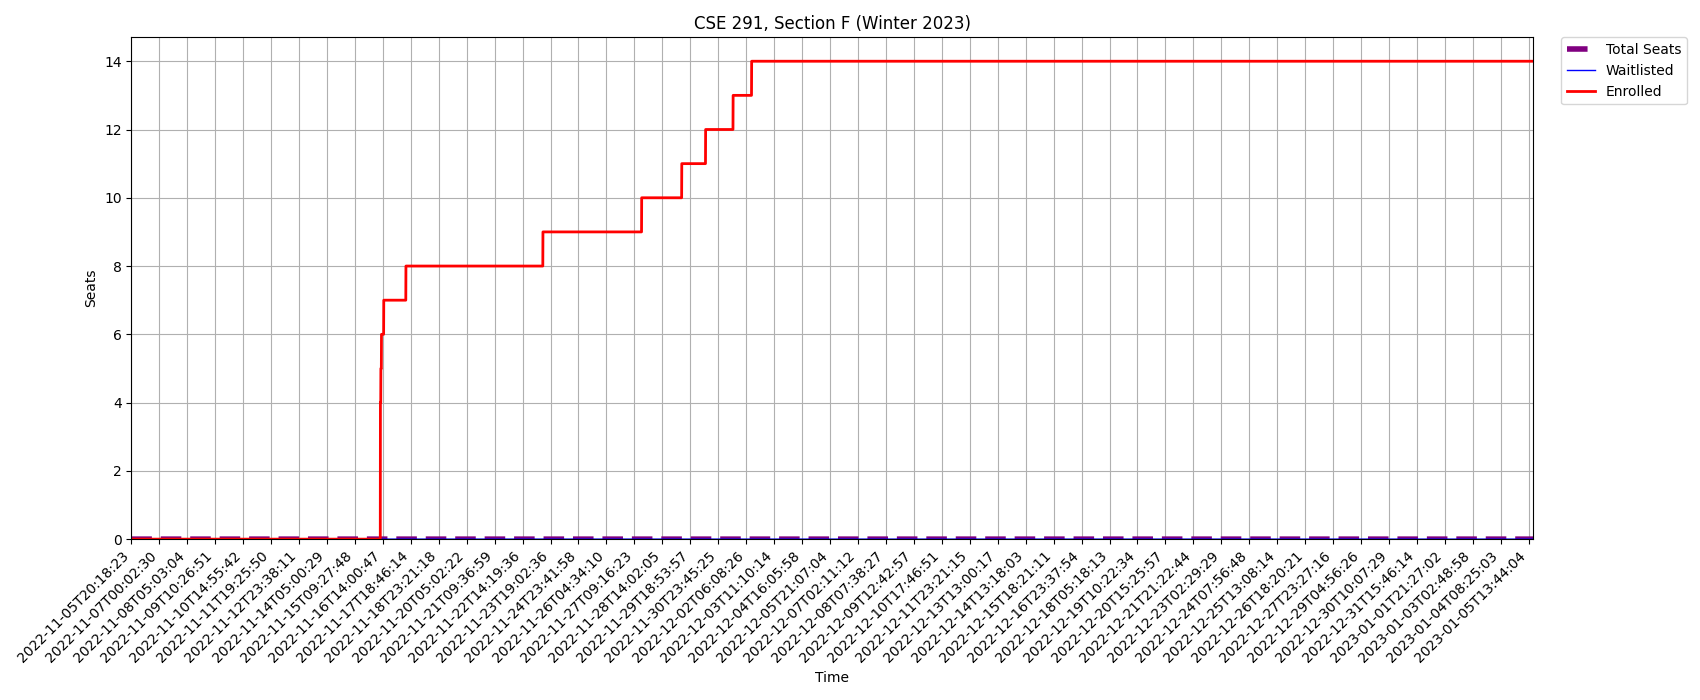 CSE 291, Section F (Winter 2023)
Total Seats
Waitlisted
Enrolled
Seats
14
12
10
8
6
4
2
0
2022-11-05T20:18:23
2022-11-07T00:02:30
2022-11-08T05:03:04
2022-11-09T10:26:51
2022-11-10T14:55:42
2022-11-11T19:25:50
2022-11-12T23:38:11
2022-11-14T05:00:29
2022-11-15T09:27:48
2022-11-16T14:00:47
2022-11-17T18:46:14
2022-11-18T23:21:18
2022-11-20T05:02:22
2022-11-21T09:36:59
2022-11-22T14:19:36
2022-11-23T19:02:36
2022-11-24T23:41:58
2022-11-26T04:34:10
2022-11-27T09:16:23
2022-11-28T14:02:05
2022-11-29T18:53:57
2022-11-30T23:45:25
2022-12-02T06:08:26
2022-12-03T11:10:14
2022-12-04T16:05:58
2022-12-05T21:07:04
2022-12-07T02:11:12
2022-12-08T07:38:27
2022-12-09T12:42:57
2022-12-10T17:46:51
2022-12-11T23:21:15
2022-12-13T13:00:17
2022-12-14T13:18:03
2022-12-15T18:21:11
2022-12-16T23:37:54
2022-12-18T05:18:13
2022-12-19T10:22:34
2022-12-20T15:25:57
2022-12-21T21:22:44
2022-12-23T02:29:29
2022-12-24T07:56:48
2022-12-25T13:08:14
2022-12-26T18:20:21
2022-12-27T23:27:16
2022-12-29T04:56:26
2022-12-30T10:07:29
2022-12-31T15:46:14
2023-01-01T21:27:02
2023-01-03T02:48:58
2023-01-04T08:25:03
2023-01-05T13:44:04
Time